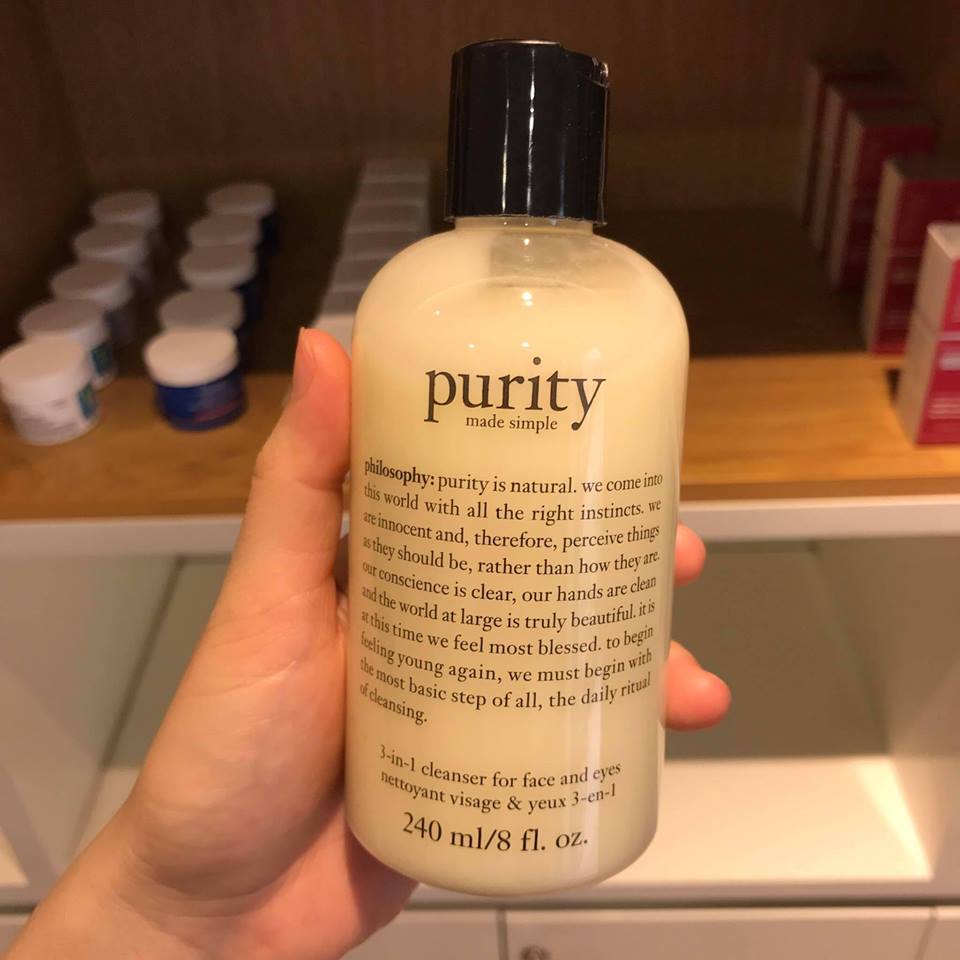 purity
made simple
philosophy: purity is natural. we come into
this world with all the right instincts. we
are innocent and, therefore, perceive things
as they should be, rather than how they are.
our conscience is clear, our hands are clean
and the world at large is truly beautiful. it is
at this time we feel most blessed. to begin
feeling young again, we must begin with
the most basic step of all, the daily ritual
of cleansing.
3-in-1 cleanser for face and eyes
nettoyant visage & yeux 3-en-1
240 ml/8 fl. oz.